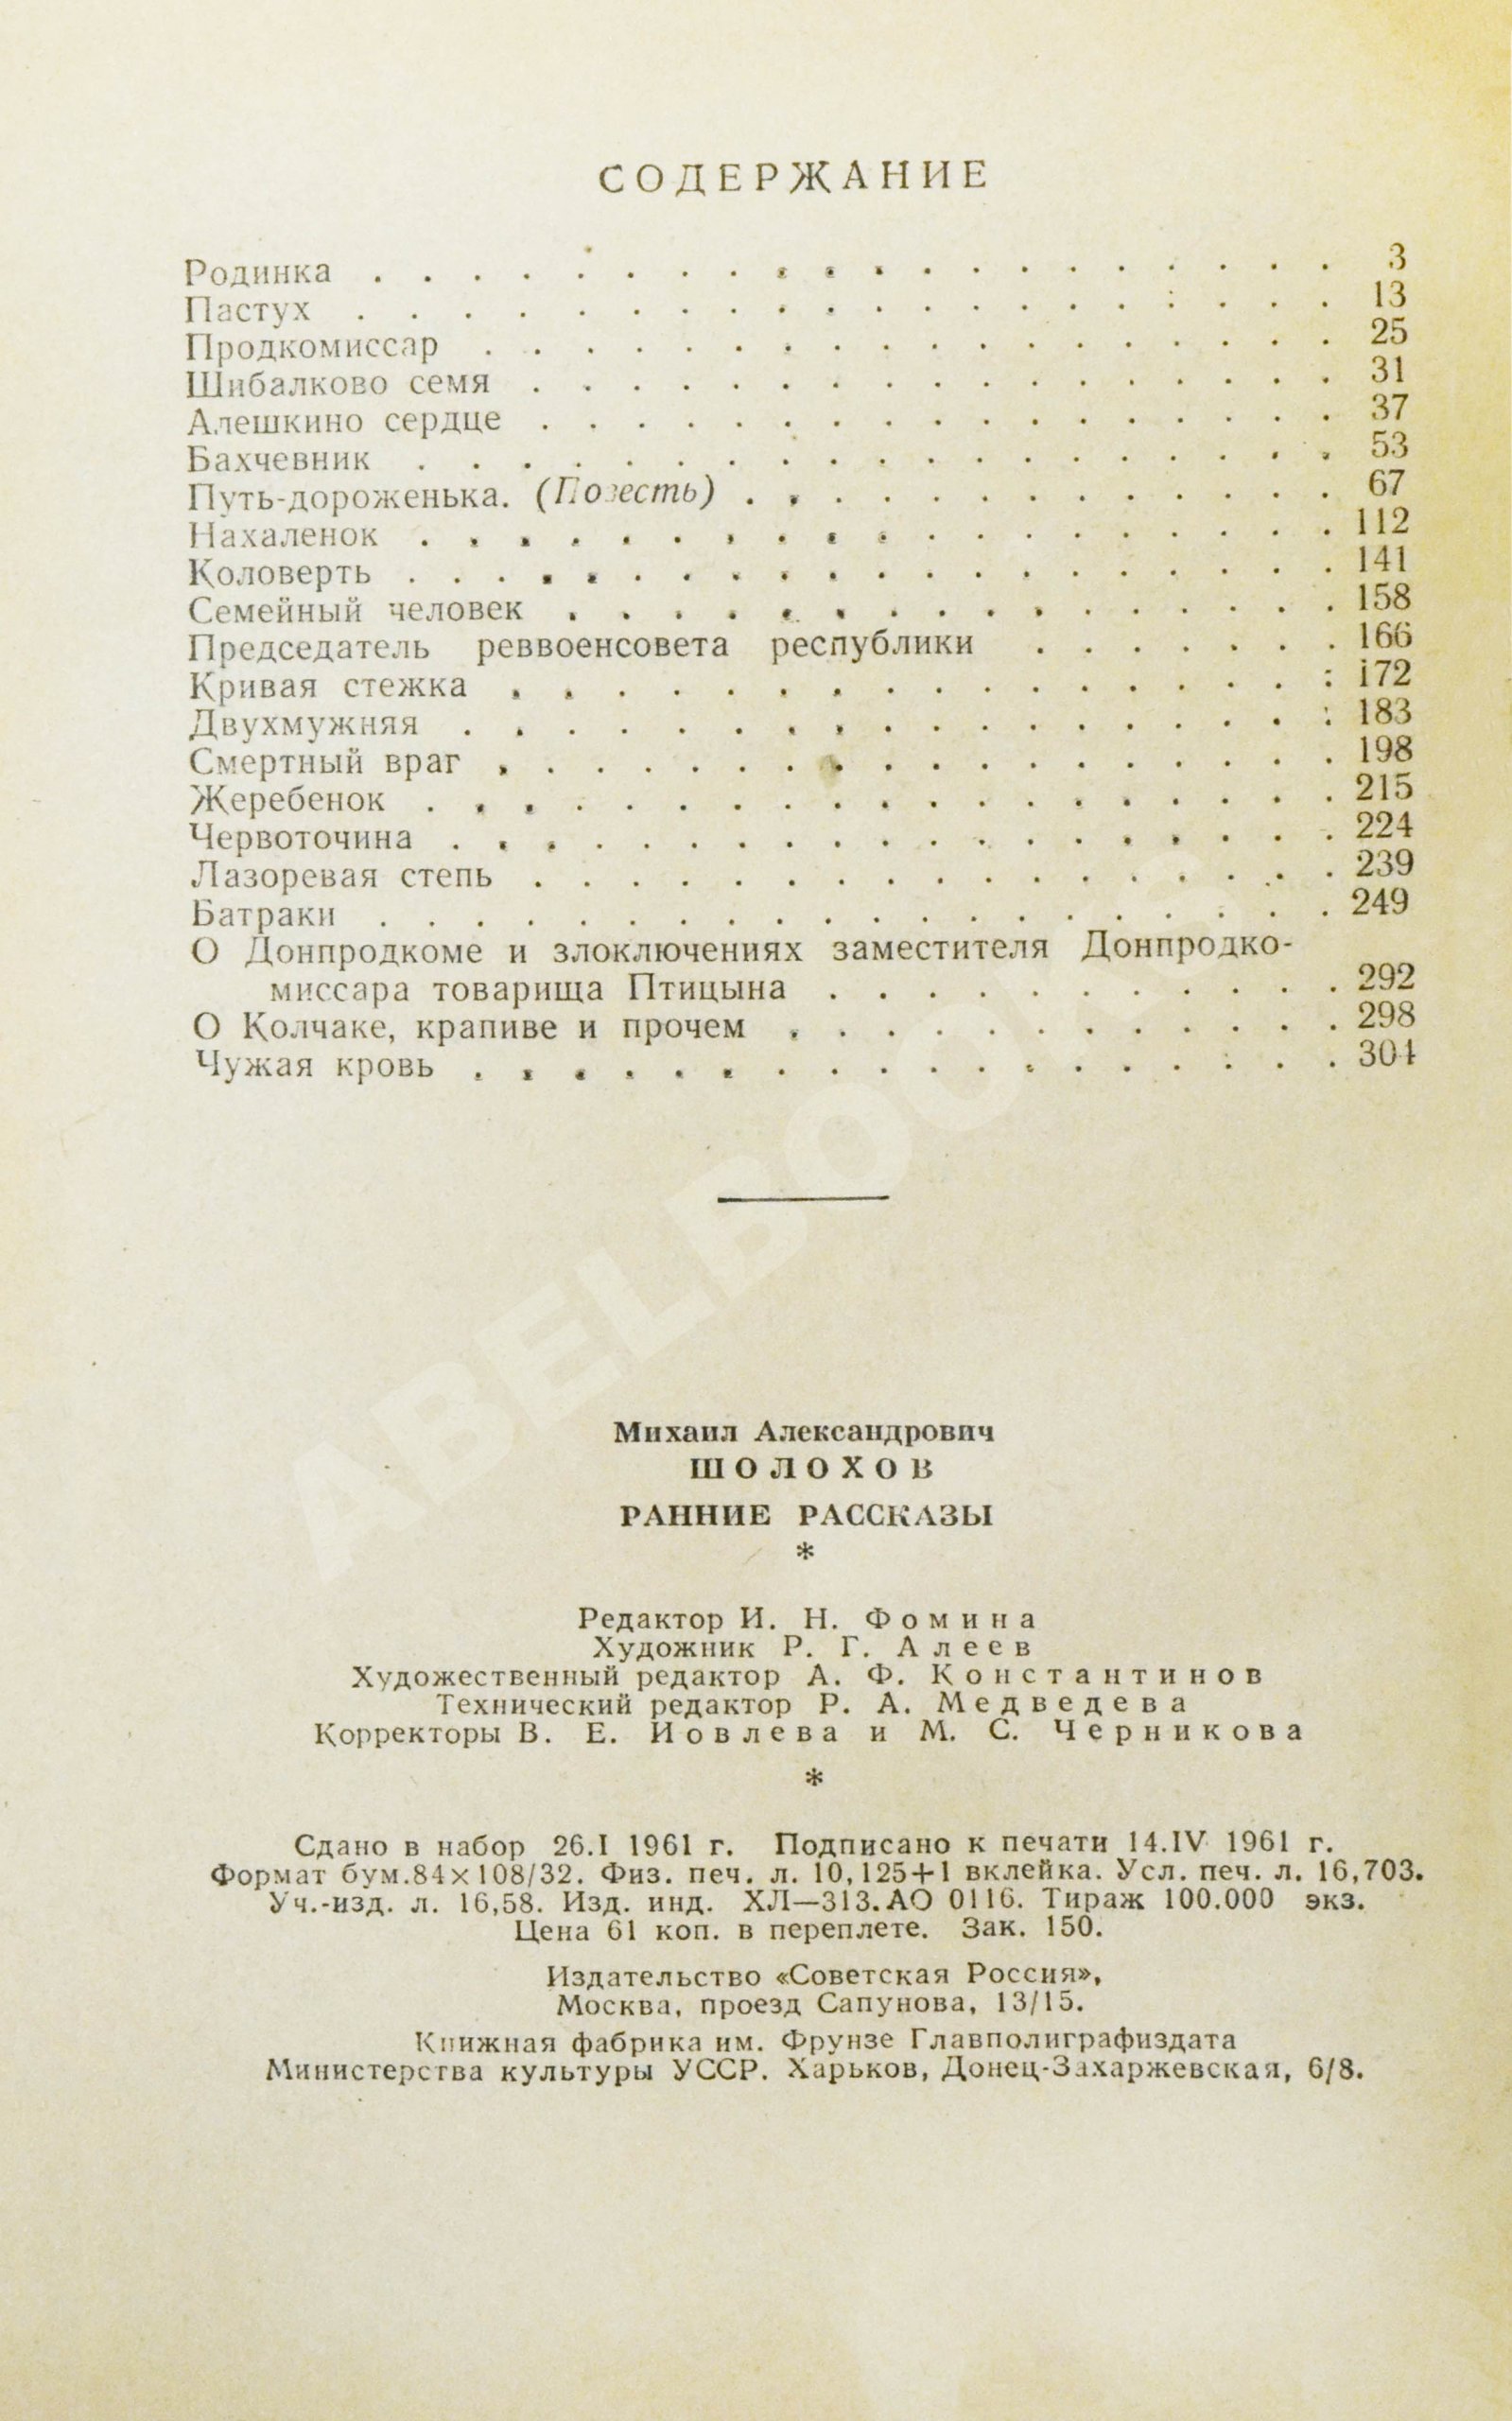 СОДЕРЖАНИЕ
Родинка . . . . . . . . . . . . . . . . . . . . 3
Пастух . . . . . . . . . . . . . . . . . . . . 13
Продкомиссар . . . . . . . . . . . . . . . . . . 25
Шибалково семя . . . . . . . . . . . . . . . . . 31
Алешкино сердце . . . . . . . . . . . . . . . . . 37
Бахчевник . . . . . . . . . . . . . . . . . . . 53
Путь-дороженька. (Повесть) . . . . . . . . . . . . . 67
Нахаленок . . . . . . . . . . . . . . . . . . . 112
Коловерть . . . . . . . . . . . . . . . . . . . 141
Семейный человек . . . . . . . . . . . . . . . . 158
Председатель реввоенсовета республики . . . . . . . 166
Кривая стежка . . . . . . . . . . . . . . . . . 172
Двухмужняя . . . . . . . . . . . . . . . . . . 183
Смертный враг . . . . . . . . . . . . . . . . . 198
Жеребенок . . . . . . . . . . . . . . . . . . . 215
Червоточина . . . . . . . . . . . . . . . . . . 224
Лазоревая степь . . . . . . . . . . . . . . . . . 239
Батраки . . . . . . . . . . . . . . . . . . . . 249
О Донпродкоме и злоключениях заместителя Донпродко-
миссара товарища Птицына . . . . . . . . . . . 292
О Колчаке, крапиве и прочем . . . . . . . . . . . . 298
Чужая кровь . . . . . . . . . . . . . . . . . . 304
Михаил Александрович
ШОЛОХОВ
РАННИЕ РАССКАЗЫ
*
Редактор И. Н. Фомина
Художник Р. Г. Алеев
Художественный редактор А. Ф. Константинов
Технический редактор Р. А. Медведева
Корректоры В. Е. Иовлева и М. С. Черникова
*
Сдано в набор 26.I 1961 г. Подписано к печати 14.IV 1961 г.
Формат бум.84×108/32. Физ. печ. л. 10,125+1 вклейка. Усл. печ. л. 16,703.
Уч.-изд. л. 16,58. Изд. инд. ХЛ—313.АО 0116. Тираж 100.000 экз.
Цена 61 коп. в переплете. Зак. 150.
Издательство «Советская Россия»,
Москва, проезд Сапунова, 13/15.
Книжная фабрика им. Фрунзе Главполиграфиздата
Министерства культуры УССР. Харьков, Донец-Захаржевская, 6/8.